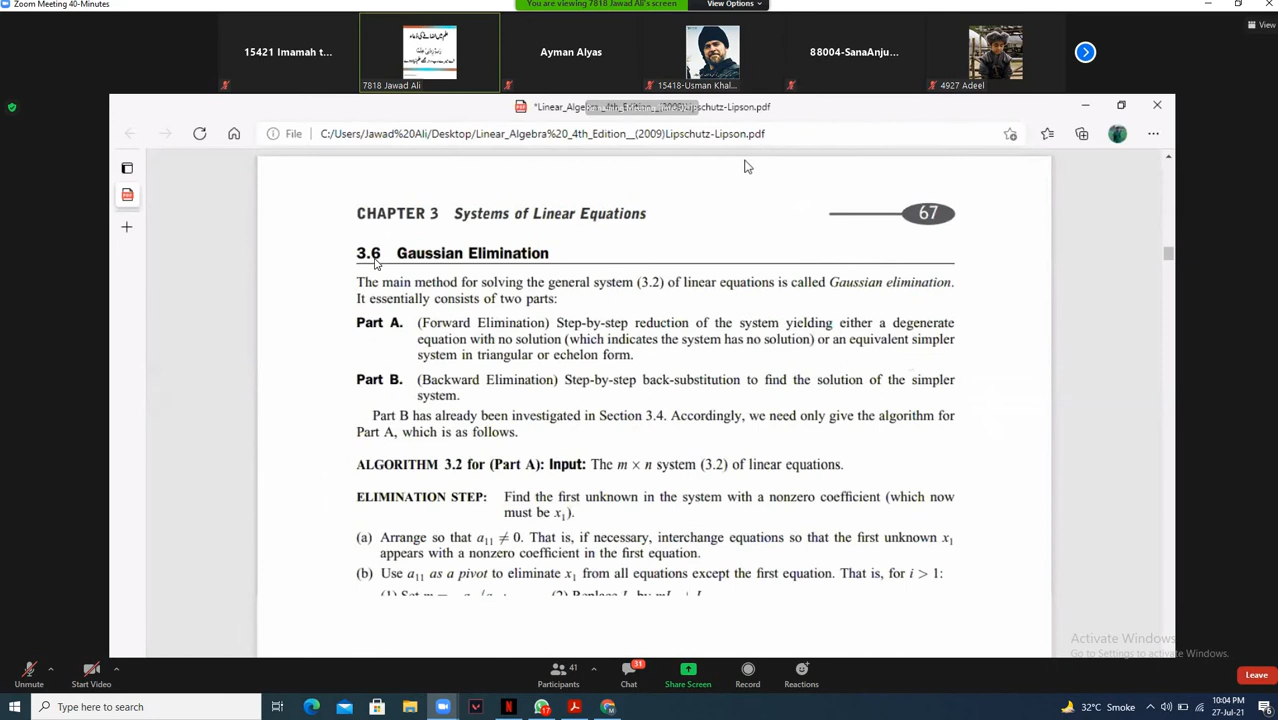 Zoom Meeting 40-Minutes
You are viewing 7818 Jawad Ali's screen
View Options
View
15421 Imamah t...
7818 Jawad Ali
Ayman Alyas
15418-Usman Khal...
88004-SanaAnju...
4927 Adeel
*Linear_Algebra_4th_Edition__(2009)Lipschutz-Lipson.pdf
File
C:/Users/Jawad%20Ali/Desktop/Linear_Algebra%20_4th_Edition__(2009)Lipschutz-Lipson.pdf
CHAPTER 3 Systems of Linear Equations
67
3.6 Gaussian Elimination
The main method for solving the general system (3.2) of linear equations is called Gaussian elimination.
It essentially consists of two parts:
Part A. (Forward Elimination) Step-by-step reduction of the system yielding either a degenerate
equation with no solution (which indicates the system has no solution) or an equivalent simpler
system in triangular or echelon form.
Part B. (Backward Elimination) Step-by-step back-substitution to find the solution of the simpler
system.
Part B has already been investigated in Section 3.4. Accordingly, we need only give the algorithm for
Part A, which is as follows.
ALGORITHM 3.2 for (Part A): Input: The m × n system (3.2) of linear equations.
ELIMINATION STEP: Find the first unknown in the system with a nonzero coefficient (which now
must be x₁).
(a) Arrange so that a₁₁ ≠ 0. That is, if necessary, interchange equations so that the first unknown x₁
appears with a nonzero coefficient in the first equation.
(b) Use a₁₁ as a pivot to eliminate x₁ from all equations except the first equation. That is, for i > 1:
Activate Windows
Go to Settings to activate Windows.
Unmute
Start Video
41
Participants
31
Chat
Share Screen
Record
Reactions
Leave
Type here to search
17
32°C Smoke
10:04 PM
27-Jul-21
6